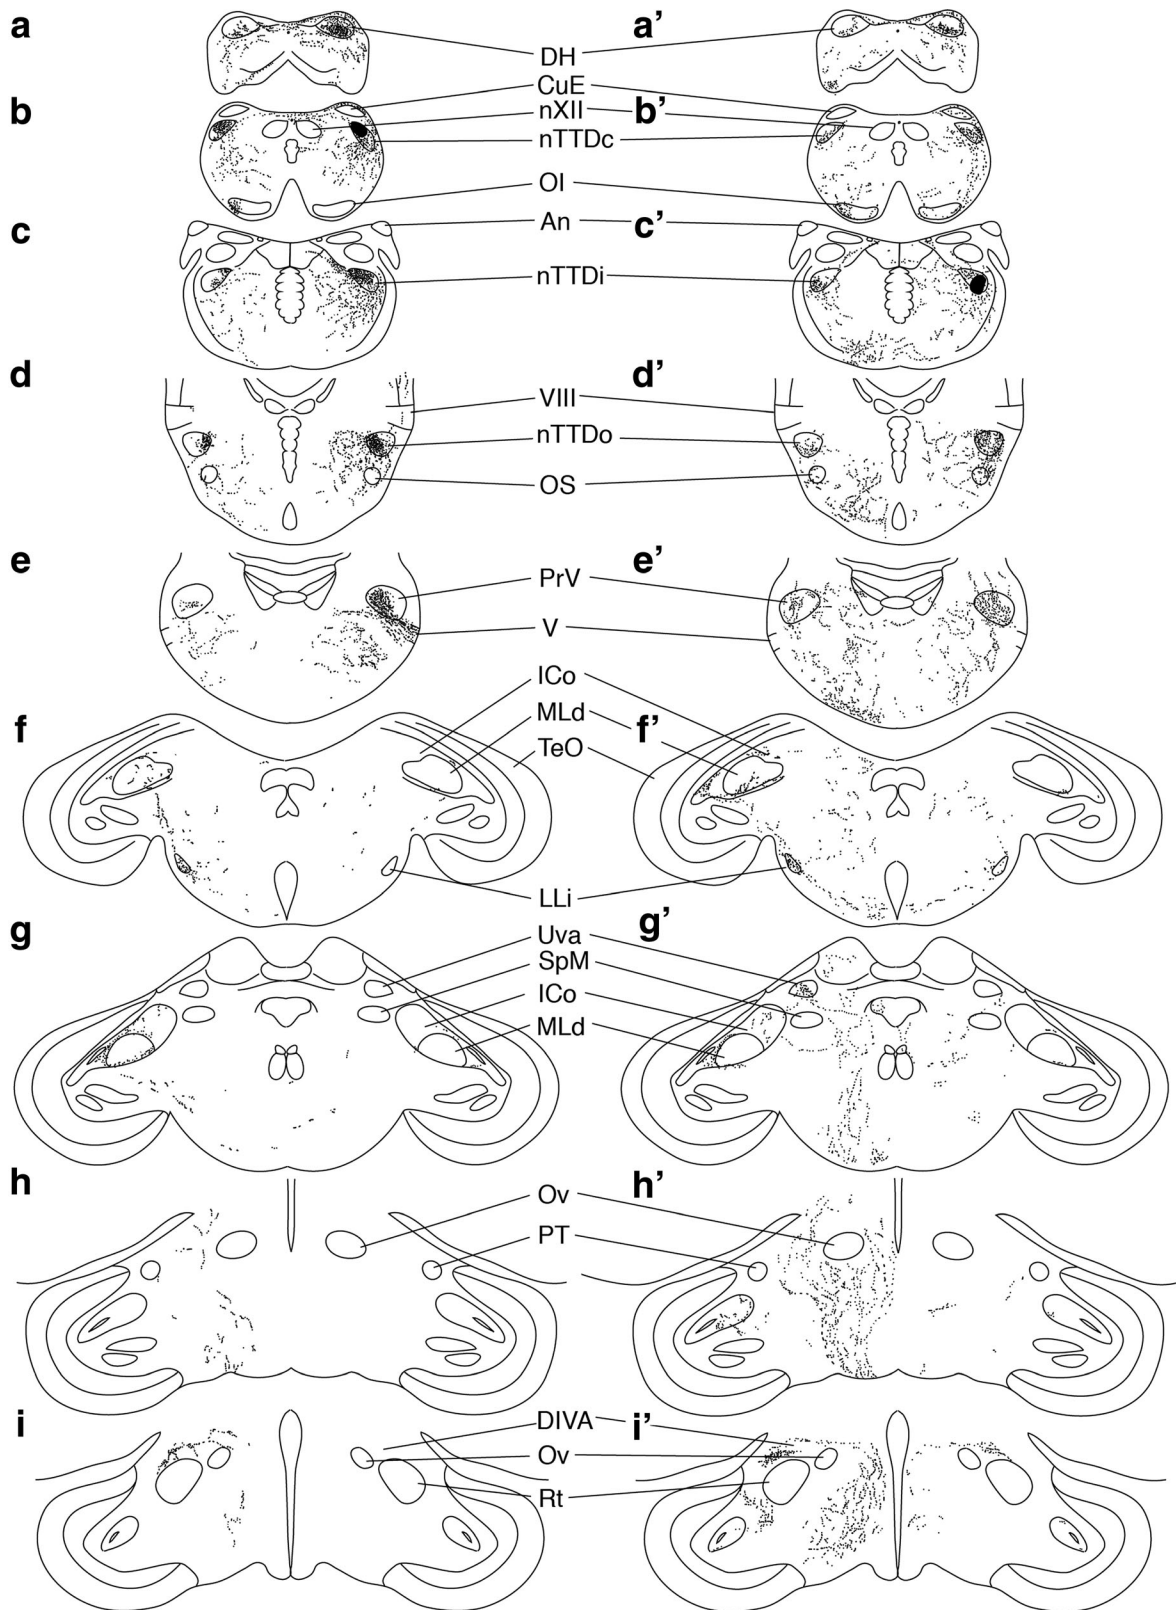 a a’
DH
CuE
b nXII b’
nTTDc
OI
An
c c’
nTTDi
d d’
VIII
nTTDo
OS
e e’
PrV
V
ICo
MLd
f TeO f’
LLi
g Uva g’
SpM
ICo
MLd
h h’
Ov
PT
i DIVA i’
Ov
Rt